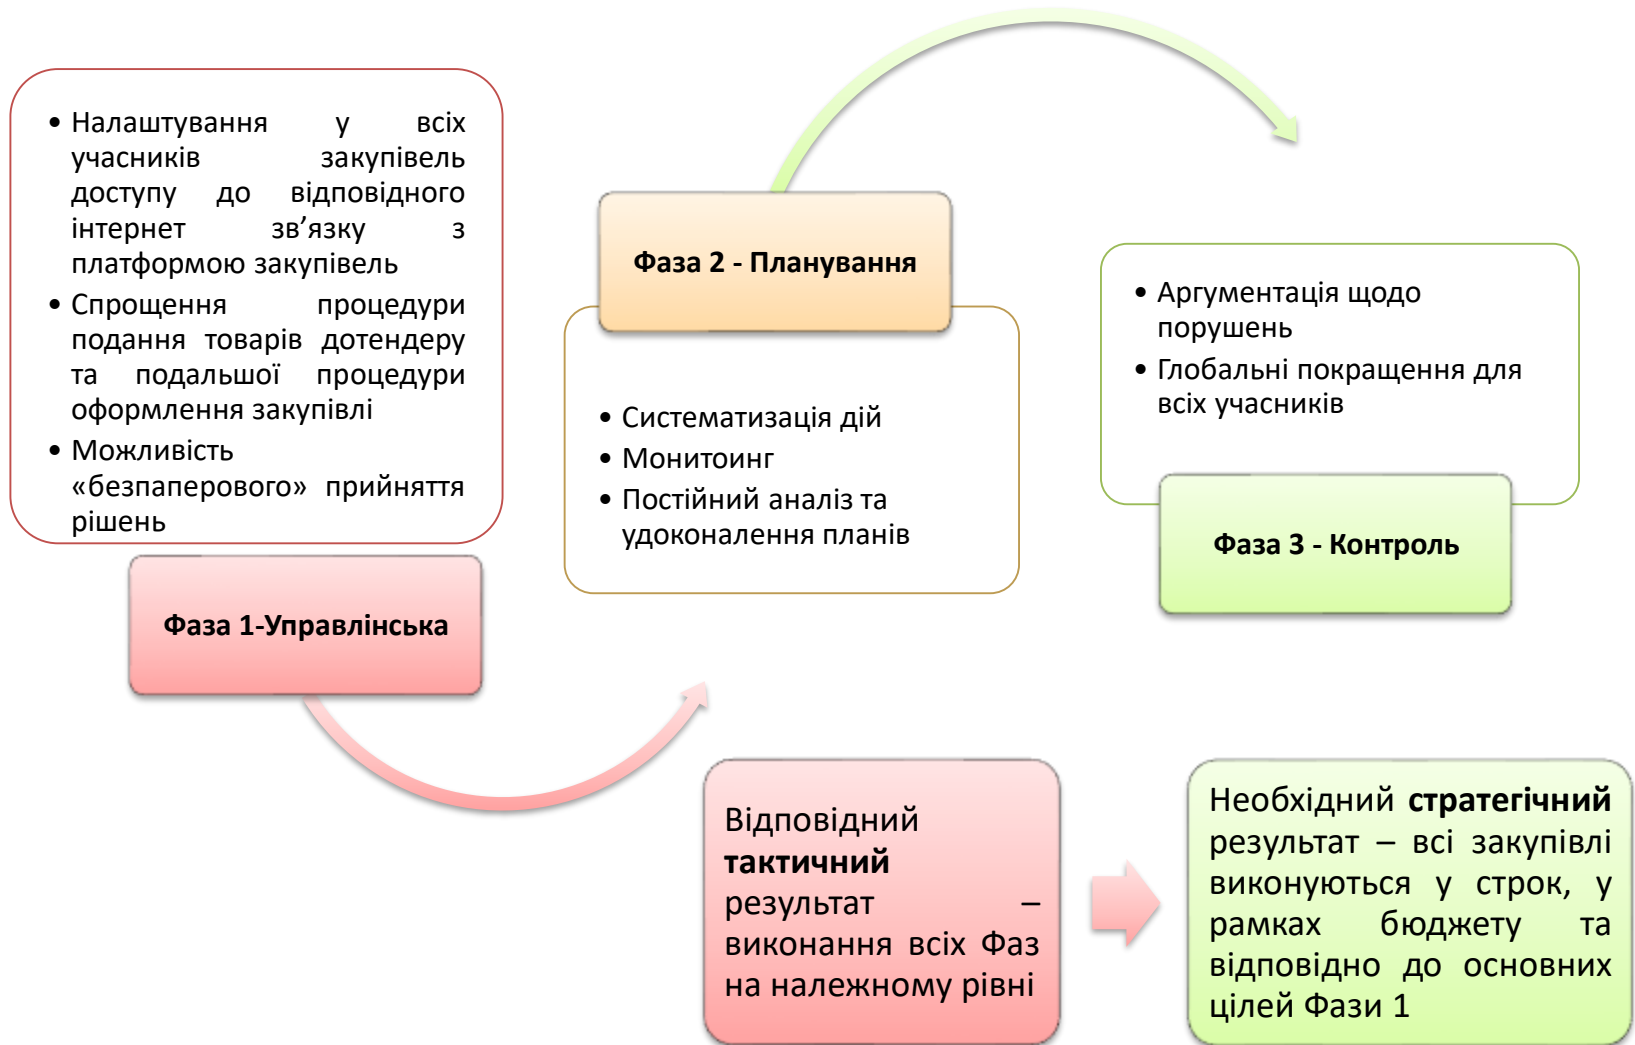 • Налаштування у всіх
учасників закупівель
доступу до відповідного
інтернет зв’язку з
платформою закупівель
• Спрощення процедури
подання товарів дотендеру
та подальшої процедури
оформлення закупівлі
• Можливість
«безпаперового» прийняття
рішень
Фаза 1-Управлінська
Фаза 2 - Планування
• Систематизація дій
• Монитоинг
• Постійний аналіз та
удоконалення планів
• Аргументація щодо
порушень
• Глобальні покращення для
всіх учасників
Фаза 3 - Контроль
Відповідний
тактичний
результат –
виконання всіх Фаз
на належному рівні
Необхідний стратегічний
результат – всі закупівлі
виконуються у строк, у
рамках бюджету та
відповідно до основних
цілей Фази 1